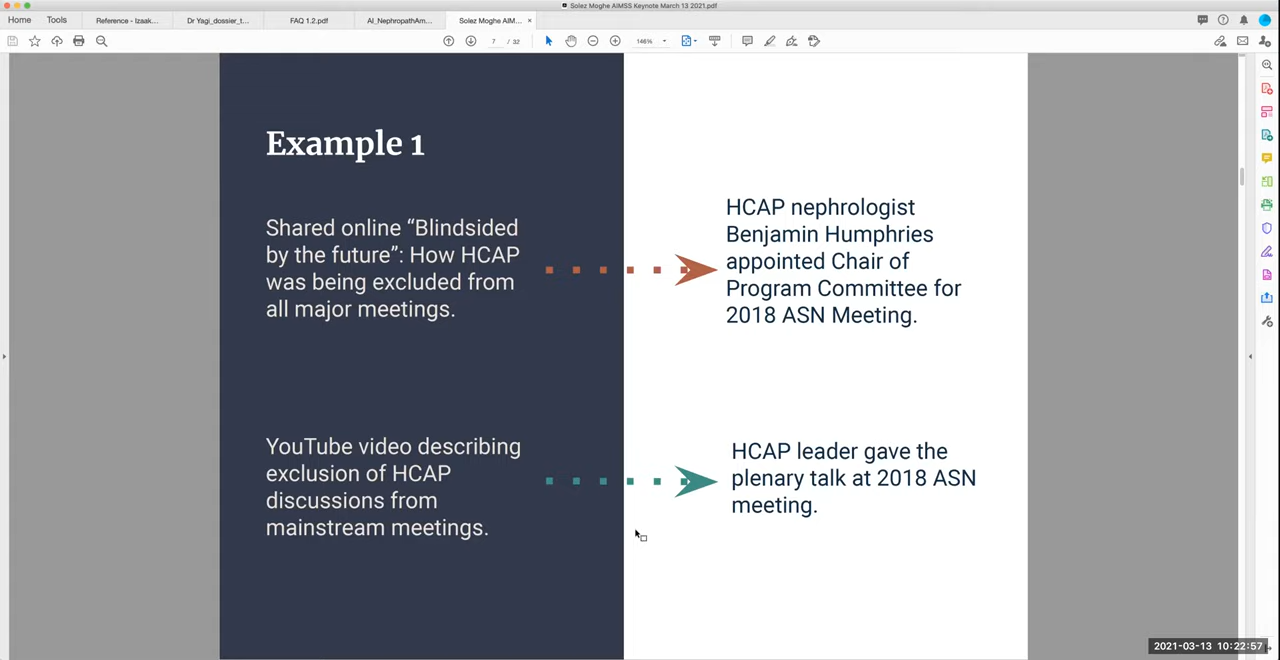 Solez Moghe AIMSS Keynote March 13 2021.pdf
Home Tools Reference - Izaak... Dr Yagi_dossier_t... FAQ 1.2.pdf AI_NephropathAm... Solez Moghe AIM... ×
7 / 32 146%
Example 1
Shared online “Blindsided
by the future”: How HCAP
was being excluded from
all major meetings.
HCAP nephrologist
Benjamin Humphries
appointed Chair of
Program Committee for
2018 ASN Meeting.
YouTube video describing
exclusion of HCAP
discussions from
mainstream meetings.
HCAP leader gave the
plenary talk at 2018 ASN
meeting.
2021-03-13 10:22:57